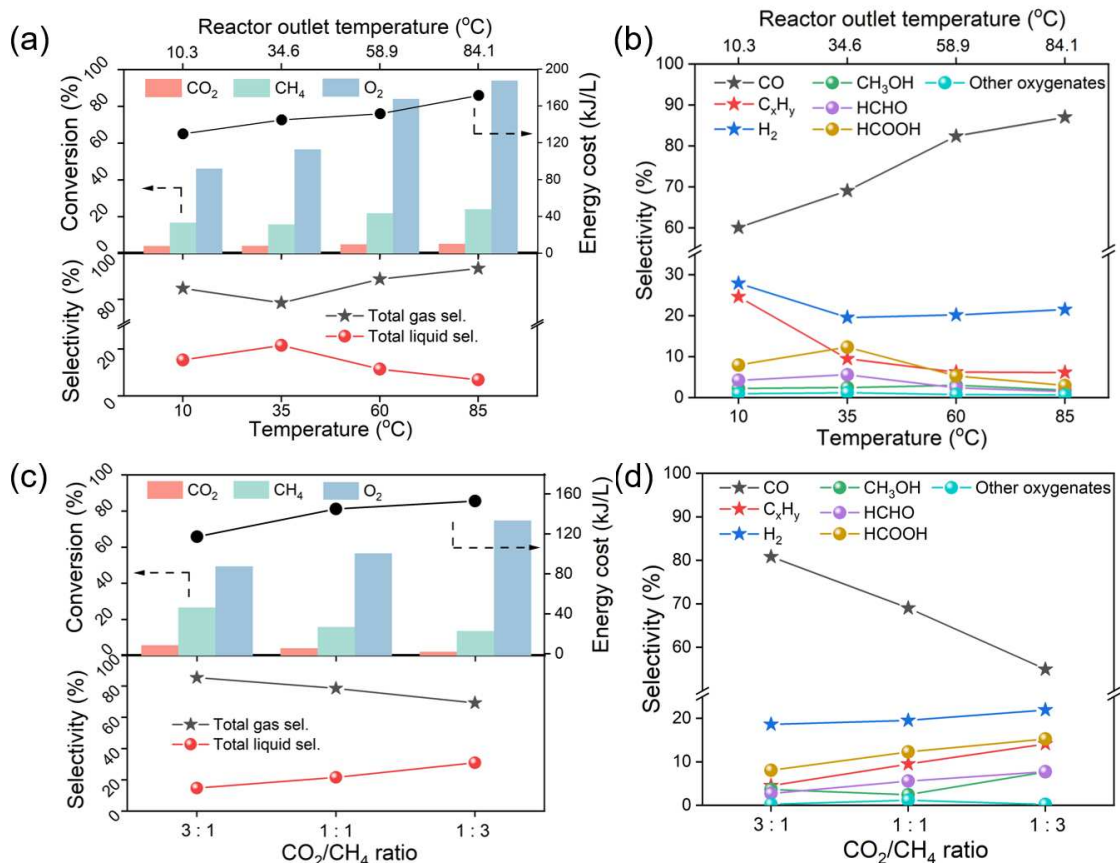 (a)
Reactor outlet temperature (°C)
10.3 34.6 58.9 84.1
CO₂ CH₄ O₂
Conversion (%)
100
80
60
40
20
0
Energy cost (kJ/L)
200
160
120
80
40
0
Selectivity (%)
100
80
20
0
Total gas sel.
Total liquid sel.
10 35 60 85
Temperature (°C)
(b)
Reactor outlet temperature (°C)
10.3 34.6 58.9 84.1
CO CH₃OH Other oxygenates
CₓHᵧ HCHO
H₂ HCOOH
Selectivity (%)
100
90
80
70
60
30
20
10
0
10 35 60 85
Temperature (°C)
(c)
CO₂ CH₄ O₂
Conversion (%)
100
80
60
40
20
0
Energy cost (kJ/L)
160
120
80
40
0
Selectivity (%)
100
80
60
40
20
0
Total gas sel.
Total liquid sel.
3 : 1 1 : 1 1 : 3
CO₂/CH₄ ratio
(d)
CO CH₃OH Other oxygenates
CₓHᵧ HCHO
H₂ HCOOH
Selectivity (%)
100
90
80
70
60
20
10
0
3 : 1 1 : 1 1 : 3
CO₂/CH₄ ratio